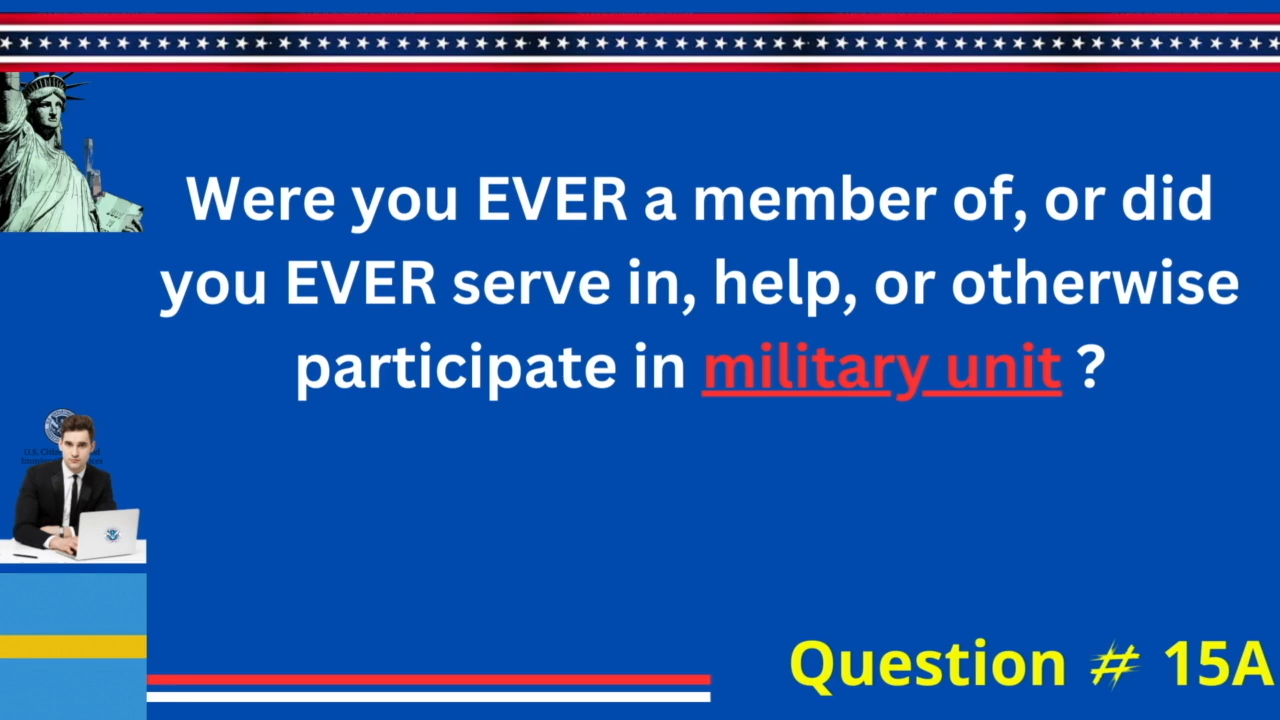 Were you EVER a member of, or did
you EVER serve in, help, or otherwise
participate in military unit ?
Question # 15A